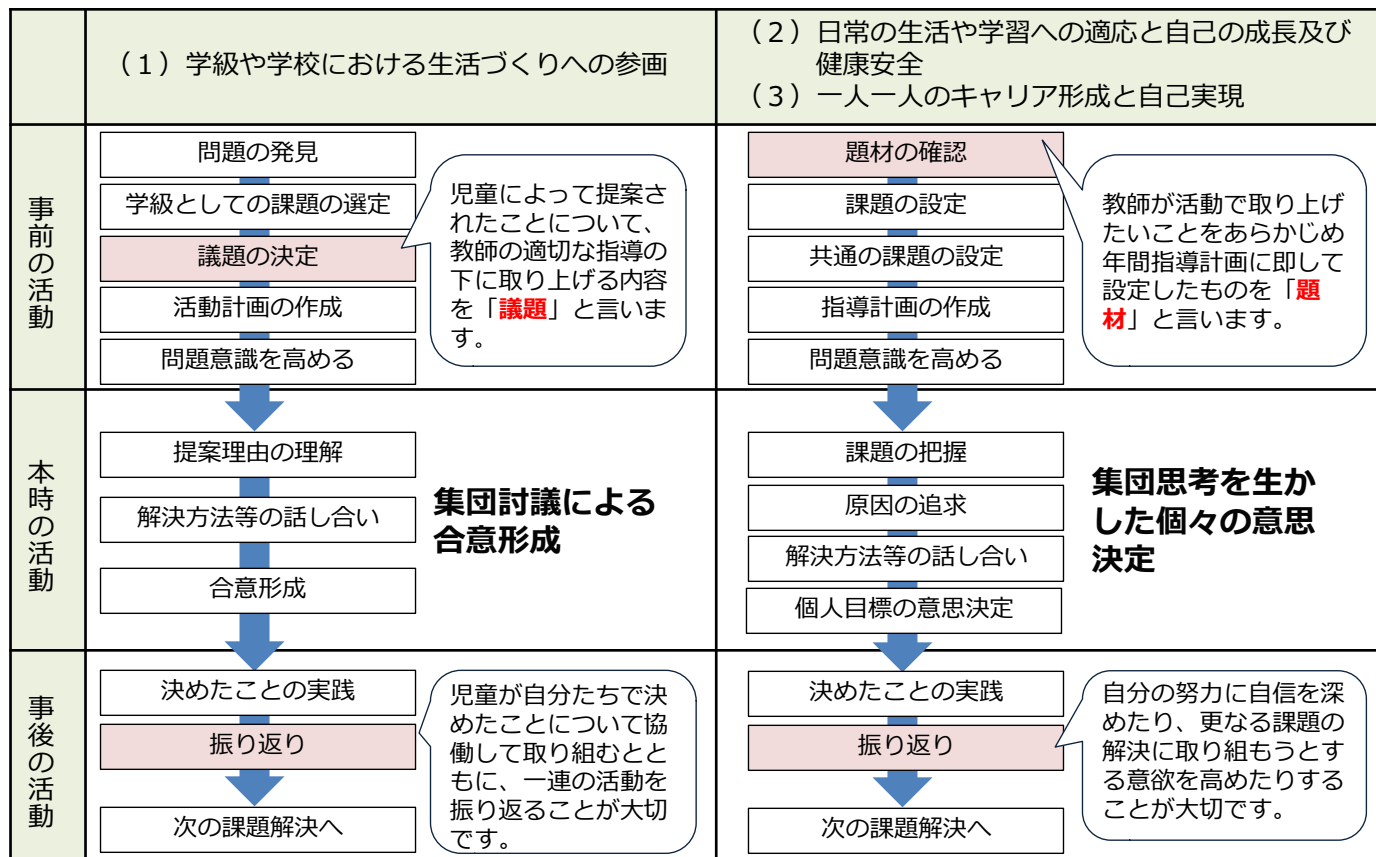 （１）学級や学校における生活づくりへの参画
（２）日常の生活や学習への適応と自己の成長及び
健康安全
（３）一人一人のキャリア形成と自己実現
事前の活動
問題の発見
学級としての課題の選定
議題の決定
活動計画の作成
問題意識を高める
児童によって提案さ
れたことについて、
教師の適切な指導の
下に取り上げる内容
を「議題」と言いま
す。
題材の確認
課題の設定
共通の課題の設定
指導計画の作成
問題意識を高める
教師が活動で取り上げ
たいことをあらかじめ
年間指導計画に即して
設定したものを「題
材」と言います。
本時の活動
提案理由の理解
解決方法等の話し合い
合意形成
集団討議による
合意形成
課題の把握
原因の追求
解決方法等の話し合い
個人目標の意思決定
集団思考を生か
した個々の意思
決定
事後の活動
決めたことの実践
振り返り
次の課題解決へ
児童が自分たちで決
めたことについて協
働して取り組むとと
もに、一連の活動を
振り返ることが大切
です。
決めたことの実践
振り返り
次の課題解決へ
自分の努力に自信を深
めたり、更なる課題の
解決に取り組もうとす
る意欲を高めたりする
ことが大切です。